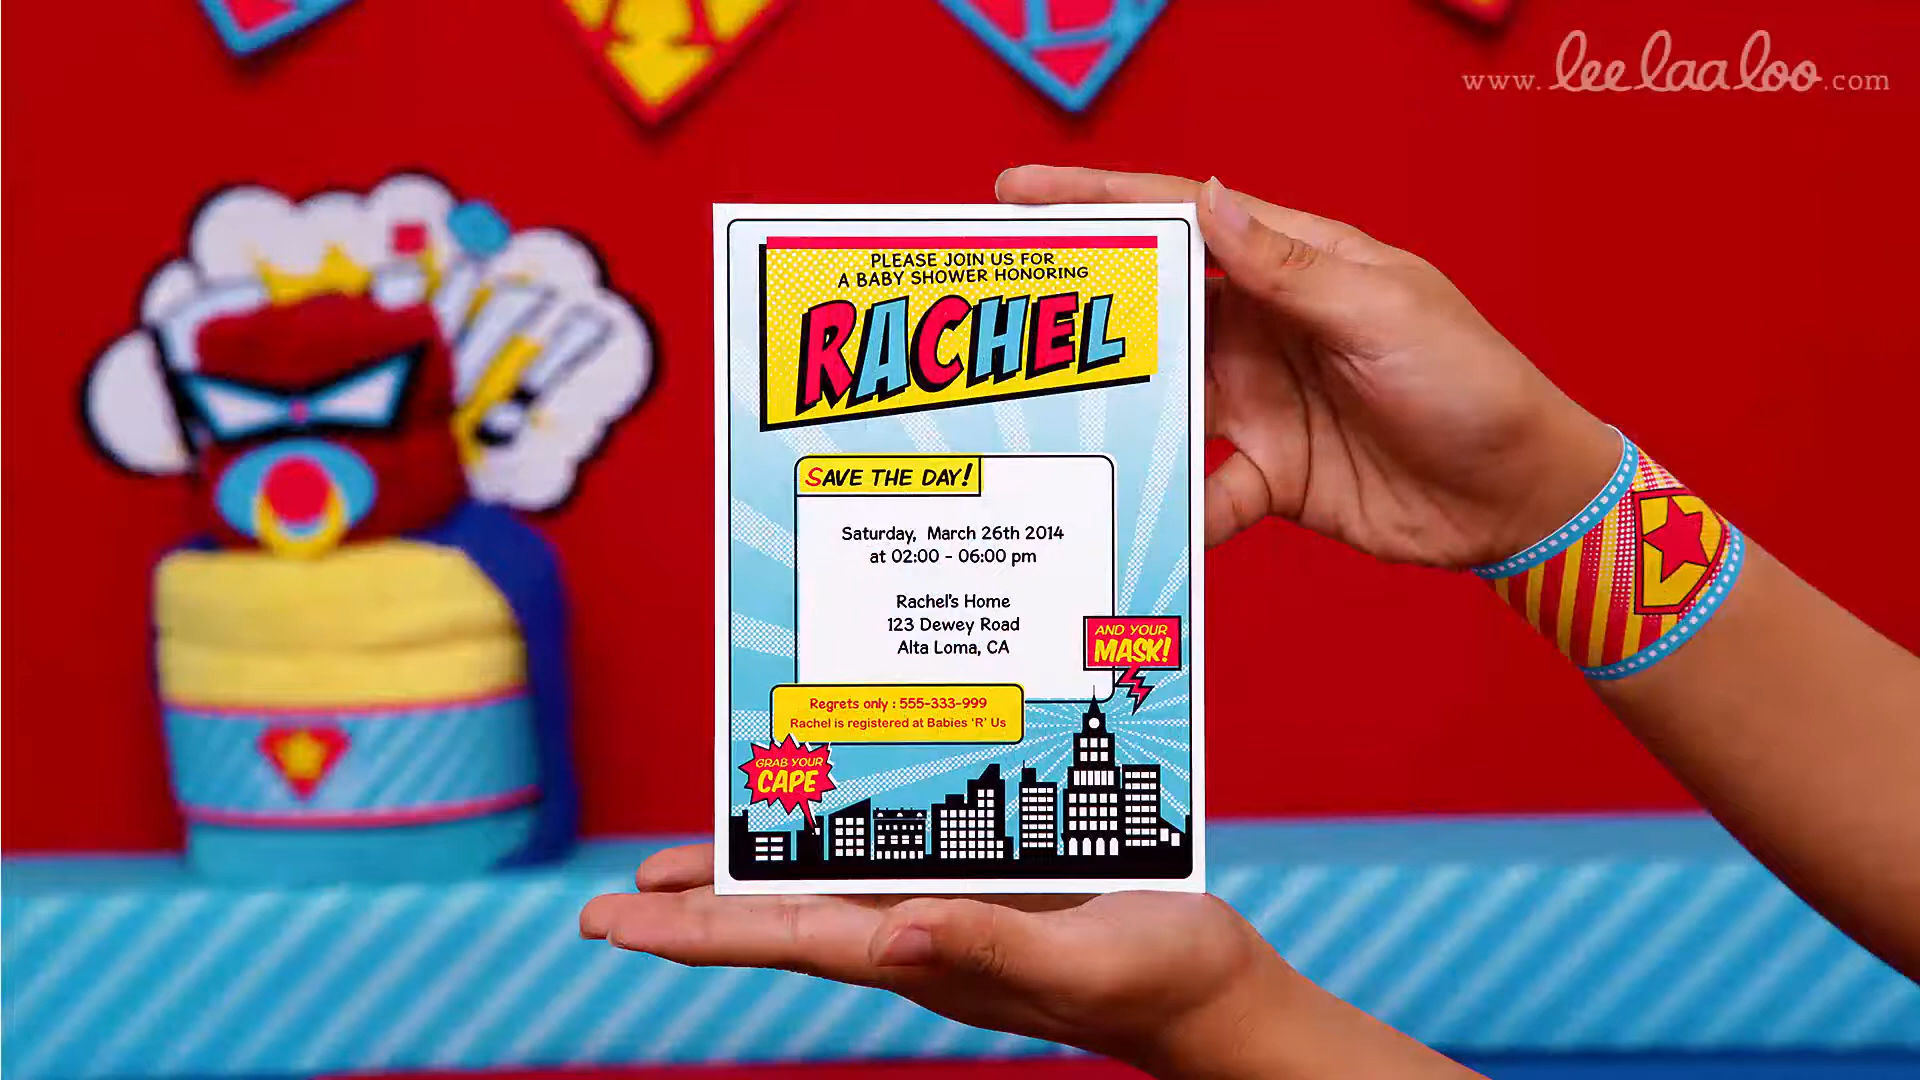 www.leelaaloo.com
PLEASE JOIN US FOR
A BABY SHOWER HONORING
RACHEL
SAVE THE DAY!
Saturday, March 26th 2014
at 02:00 - 06:00 pm
Rachel's Home
123 Dewey Road
Alta Loma, CA
AND YOUR
MASK!
Regrets only : 555-333-999
Rachel is registered at Babies 'R' Us
GRAB YOUR
CAPE